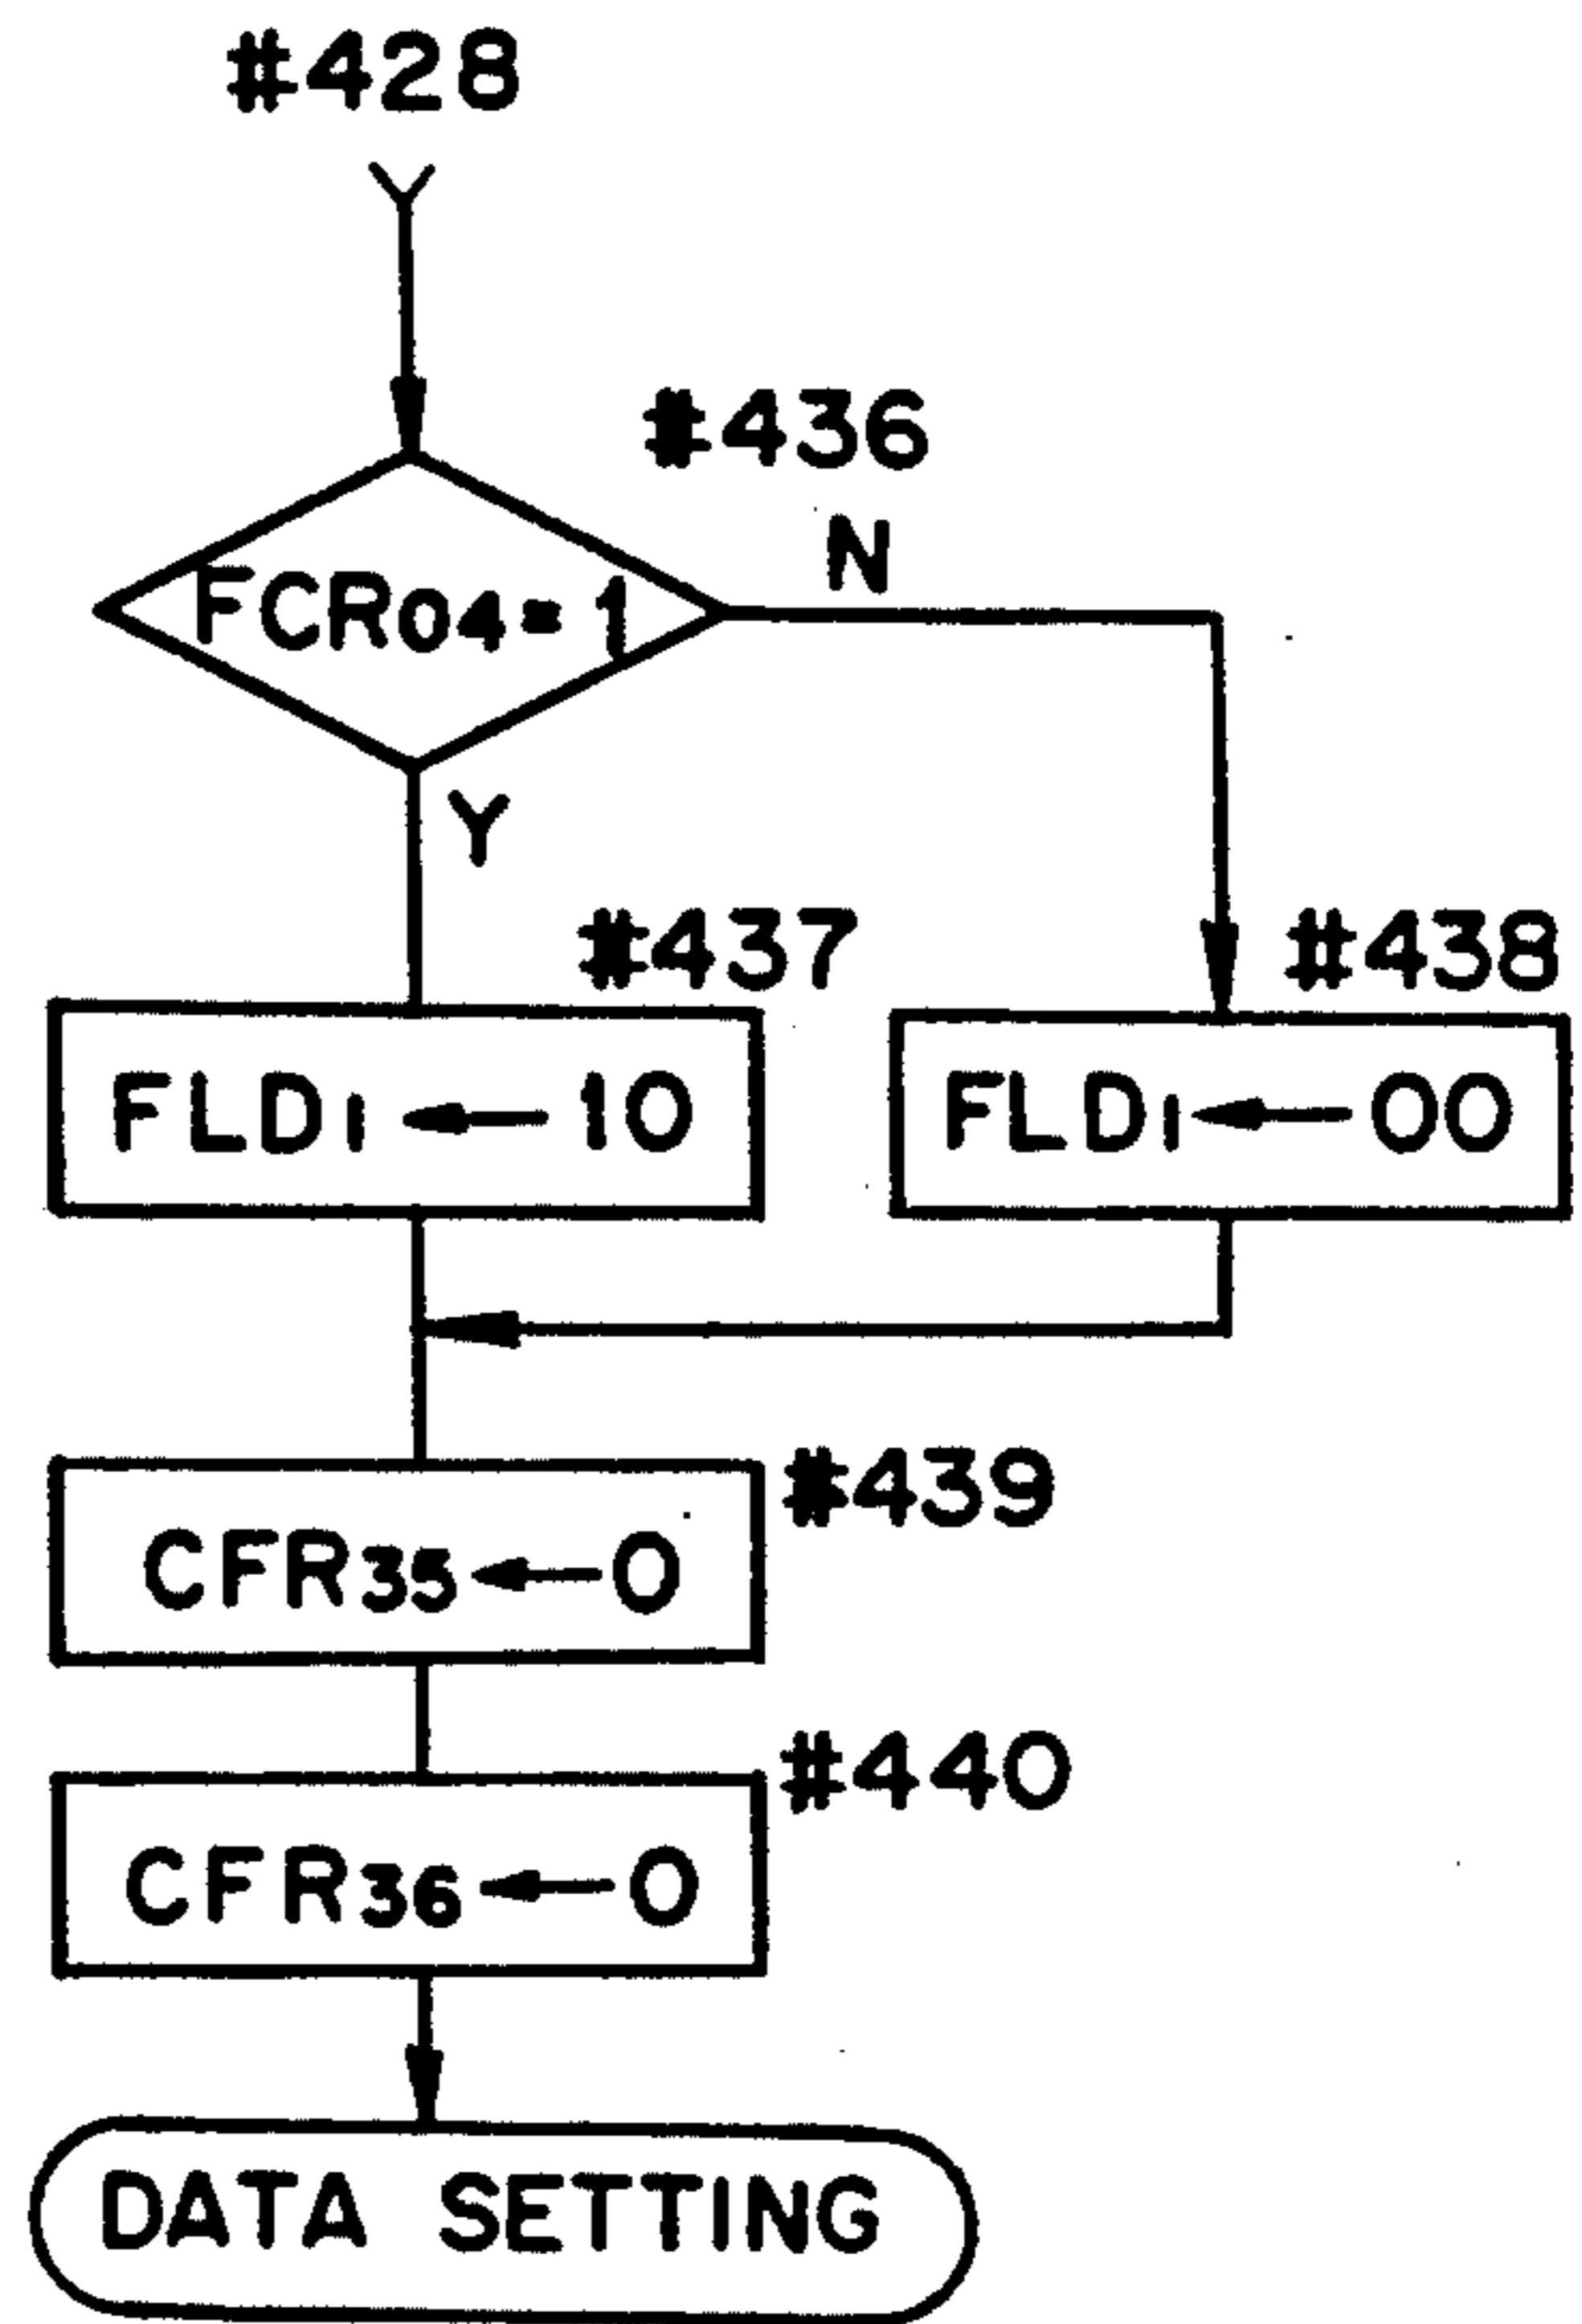 #428
Y
#436
N
FCR04=1
Y
#437
#438
FLD1←10
FLD1←00
#439
CFR35←0
#440
CFR36←0
DATA SETTING